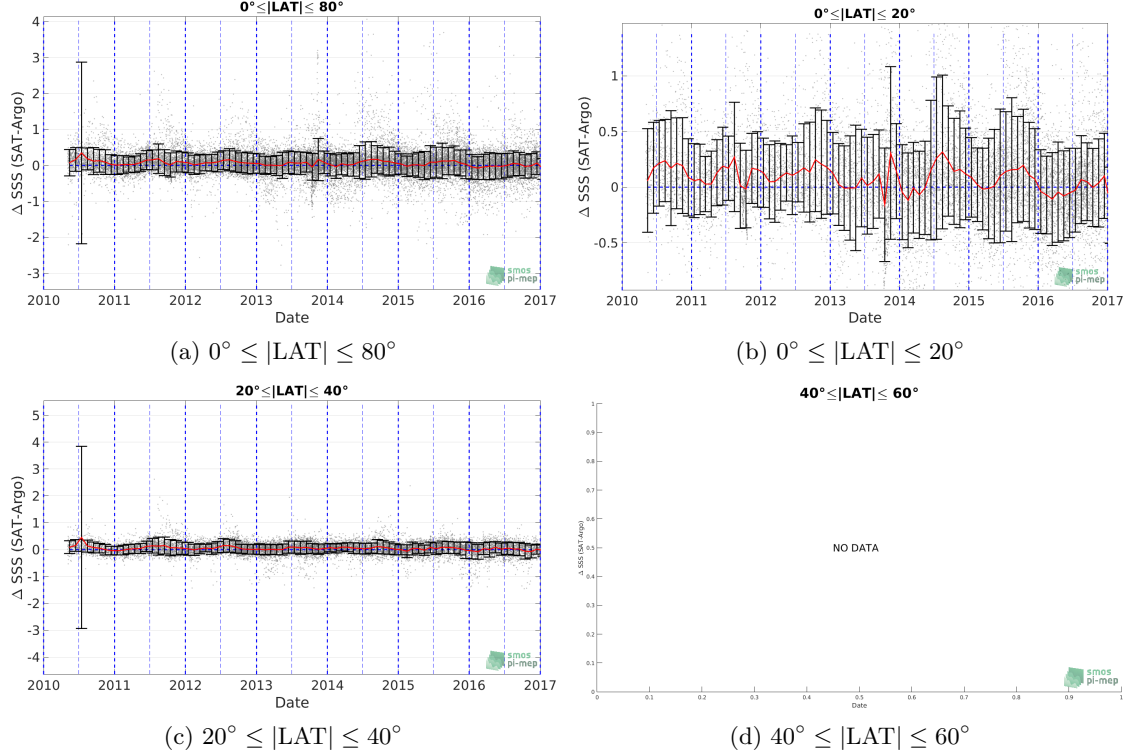 0°≤|LAT|≤ 80°
Δ SSS (SAT-Argo)
4
3
2
1
0
-1
-2
-3
2010 2011 2012 2013 2014 2015 2016 2017
Date
smos
pi-mep
(a) 0° ≤ |LAT| ≤ 80°
0°≤|LAT|≤ 20°
Δ SSS (SAT-Argo)
1
0.5
0
-0.5
2010 2011 2012 2013 2014 2015 2016 2017
Date
smos
pi-mep
(b) 0° ≤ |LAT| ≤ 20°
20°≤|LAT|≤ 40°
Δ SSS (SAT-Argo)
5
4
3
2
1
0
-1
-2
-3
-4
2010 2011 2012 2013 2014 2015 2016 2017
Date
smos
pi-mep
(c) 20° ≤ |LAT| ≤ 40°
40°≤|LAT|≤ 60°
Δ SSS (SAT-Argo)
1
0.9
0.8
0.7
0.6
0.5
0.4
0.3
0.2
0.1
0
NO DATA
0 0.1 0.2 0.3 0.4 0.5 0.6 0.7 0.8 0.9 1
Date
smos
pi-mep
(d) 40° ≤ |LAT| ≤ 60°